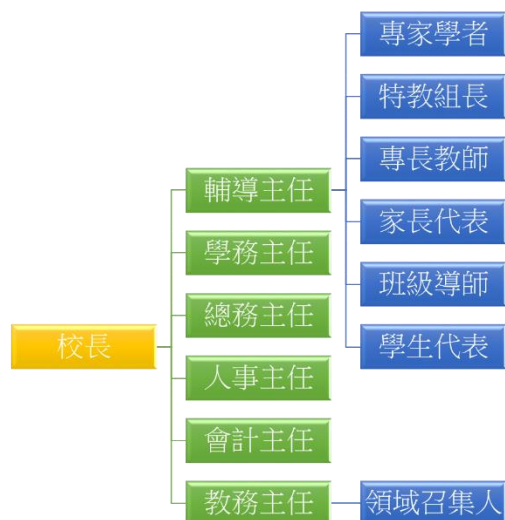 校長
輔導主任
學務主任
總務主任
人事主任
會計主任
教務主任
專家學者
特教組長
專長教師
家長代表
班級導師
學生代表
領域召集人